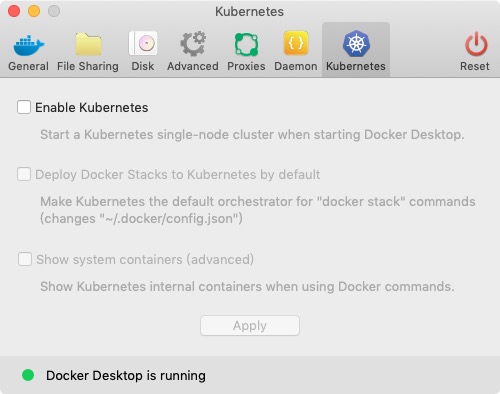 Kubernetes
General File Sharing Disk Advanced Proxies Daemon Kubernetes Reset
Enable Kubernetes
Start a Kubernetes single-node cluster when starting Docker Desktop.
Deploy Docker Stacks to Kubernetes by default
Make Kubernetes the default orchestrator for "docker stack" commands
(changes "~/.docker/config.json")
Show system containers (advanced)
Show Kubernetes internal containers when using Docker commands.
Apply
Docker Desktop is running